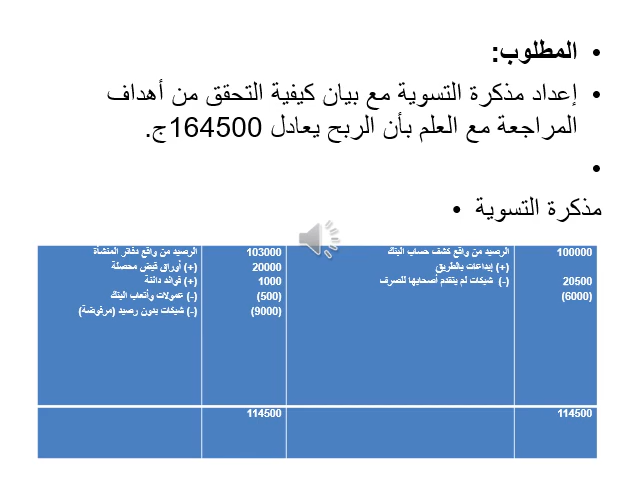 • المطلوب:
• إعداد مذكرة التسوية مع بيان كيفية التحقق من أهداف
المراجعة مع العلم بأن الربح يعادل 164500ج.
•
• مذكرة التسوية
100000 الرصيد من واقع كشف حساب البنك
(+) إيداعات بالطريق
20500 (-) شيكات لم يتقدم أصحابها للصرف
(6000)
103000 الرصيد من واقع دفاتر المنشأة
20000 (+) أوراق قبض محصلة
1000 (+) فوائد دائنة
(500) (-) عمولات وأتعاب البنك
(9000) (-) شيكات بدون رصيد (مرفوضة)
114500
114500